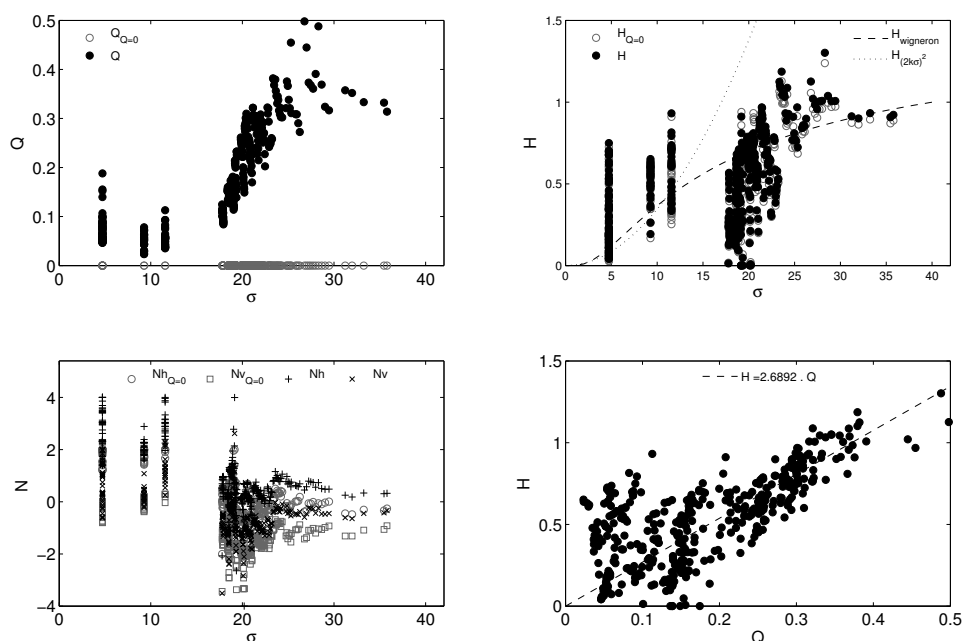 0.5
0.4
0.3
0.2
0.1
0
Q
Q_{Q=0}
Q
0 10 20 30 40
σ
1.5
1
0.5
0
H
H_{Q=0}
H
H_{wigneron}
H_{(2kσ)^2}
0 5 10 15 20 25 30 35 40
σ
4
2
0
−2
−4
N
Nh_{Q=0} Nv_{Q=0} Nh Nv
0 10 20 30 40
σ
1.5
1
0.5
0
H
H =2.6892 . Q
0 0.1 0.2 0.3 0.4 0.5
Q